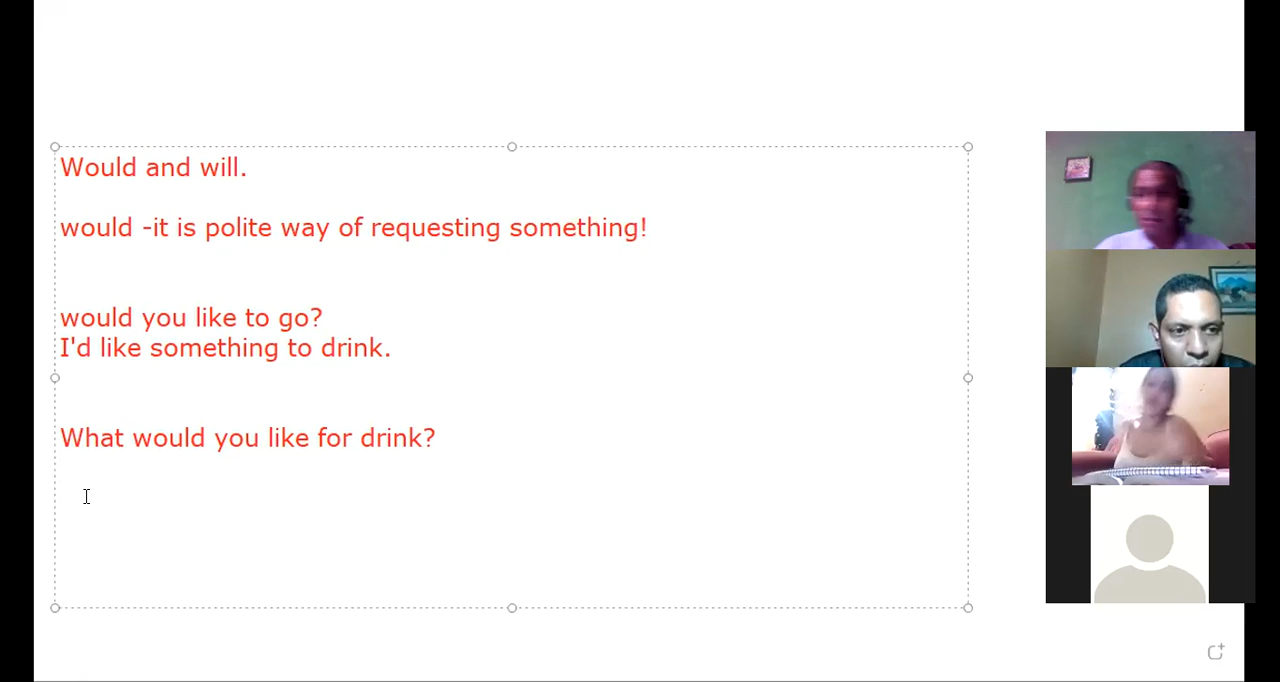 Would and will.
would -it is polite way of requesting something!
would you like to go?
I'd like something to drink.
What would you like for drink?